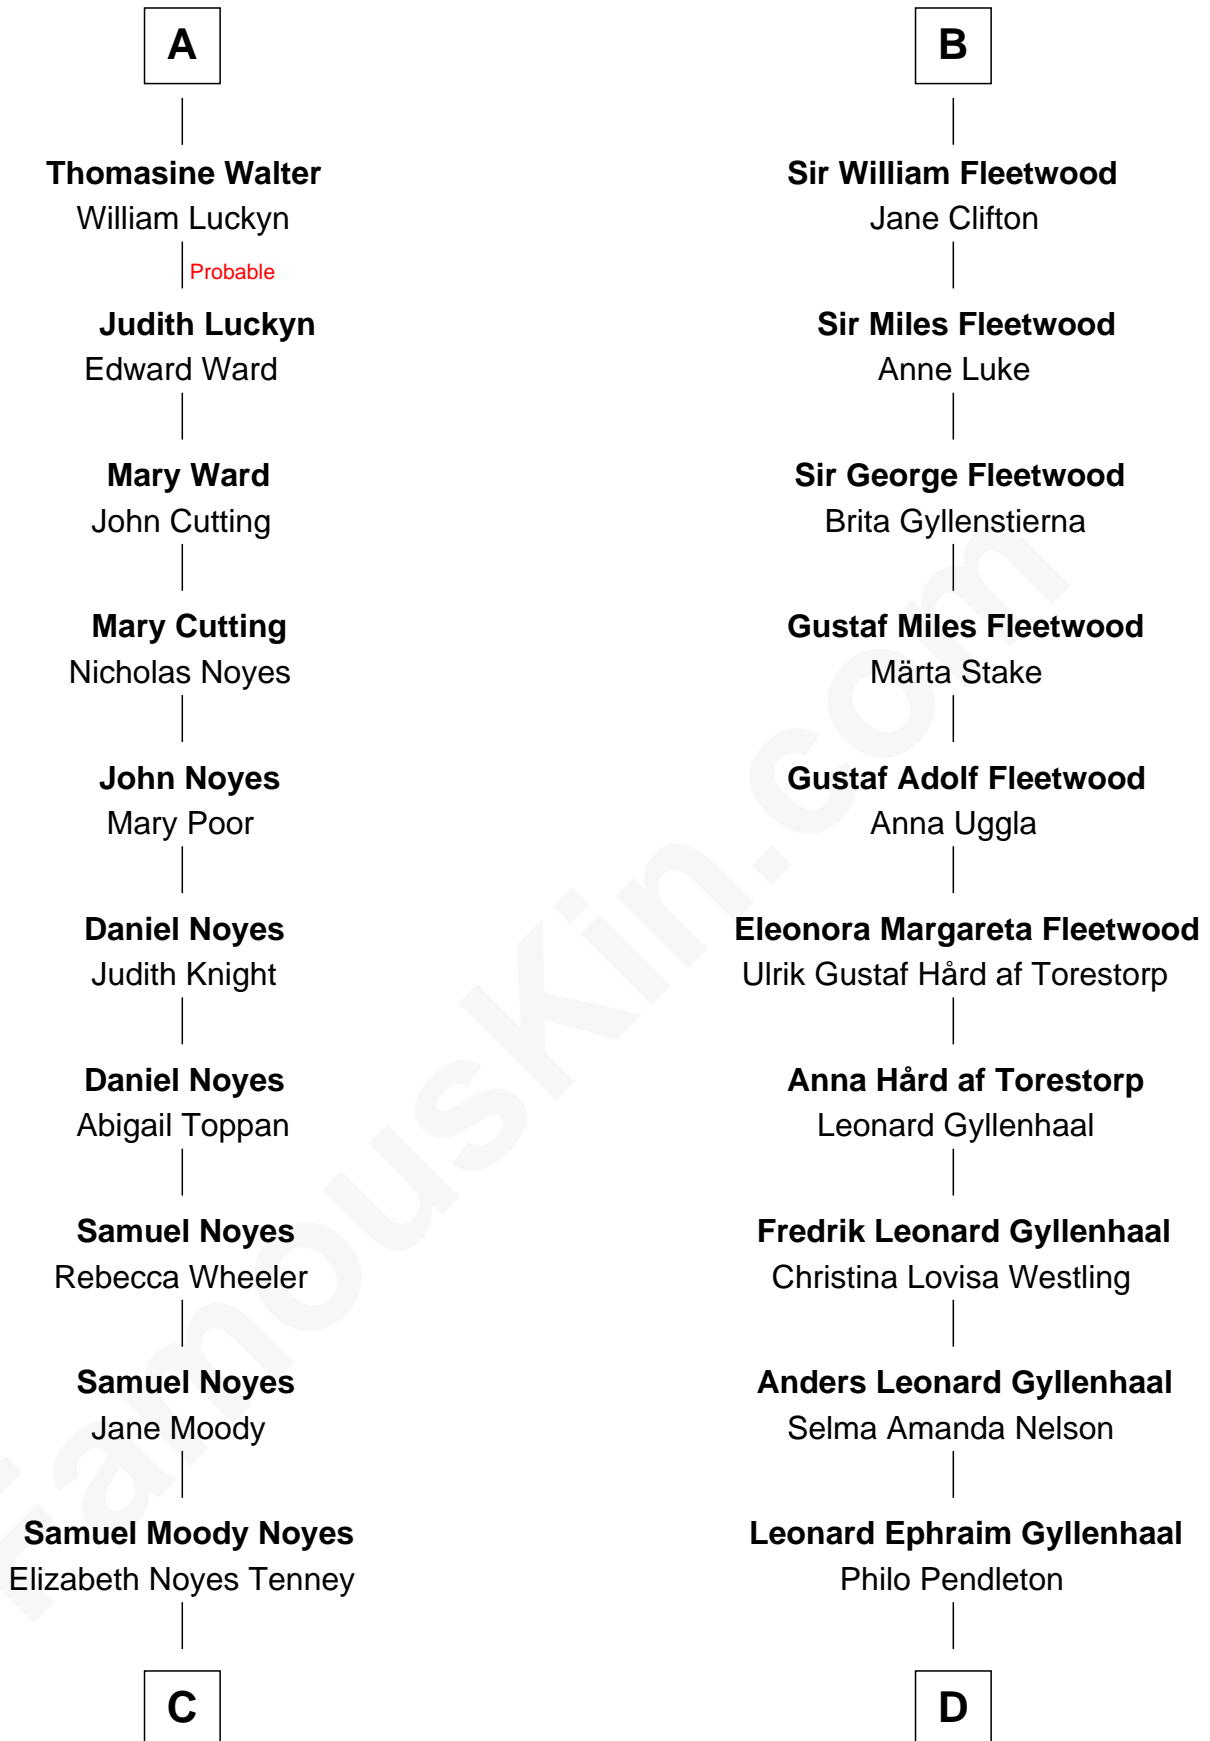 A
Thomasine Walter
William Luckyn
Probable
Judith Luckyn
Edward Ward
Mary Ward
John Cutting
Mary Cutting
Nicholas Noyes
John Noyes
Mary Poor
Daniel Noyes
Judith Knight
Daniel Noyes
Abigail Toppan
Samuel Noyes
Rebecca Wheeler
Samuel Noyes
Jane Moody
Samuel Moody Noyes
Elizabeth Noyes Tenney
C
B
Sir William Fleetwood
Jane Clifton
Sir Miles Fleetwood
Anne Luke
Sir George Fleetwood
Brita Gyllenstierna
Gustaf Miles Fleetwood
Märta Stake
Gustaf Adolf Fleetwood
Anna Uggla
Eleonora Margareta Fleetwood
Ulrik Gustaf Hård af Torestorp
Anna Hård af Torestorp
Leonard Gyllenhaal
Fredrik Leonard Gyllenhaal
Christina Lovisa Westling
Anders Leonard Gyllenhaal
Selma Amanda Nelson
Leonard Ephraim Gyllenhaal
Philo Pendleton
D
FamousKin.com